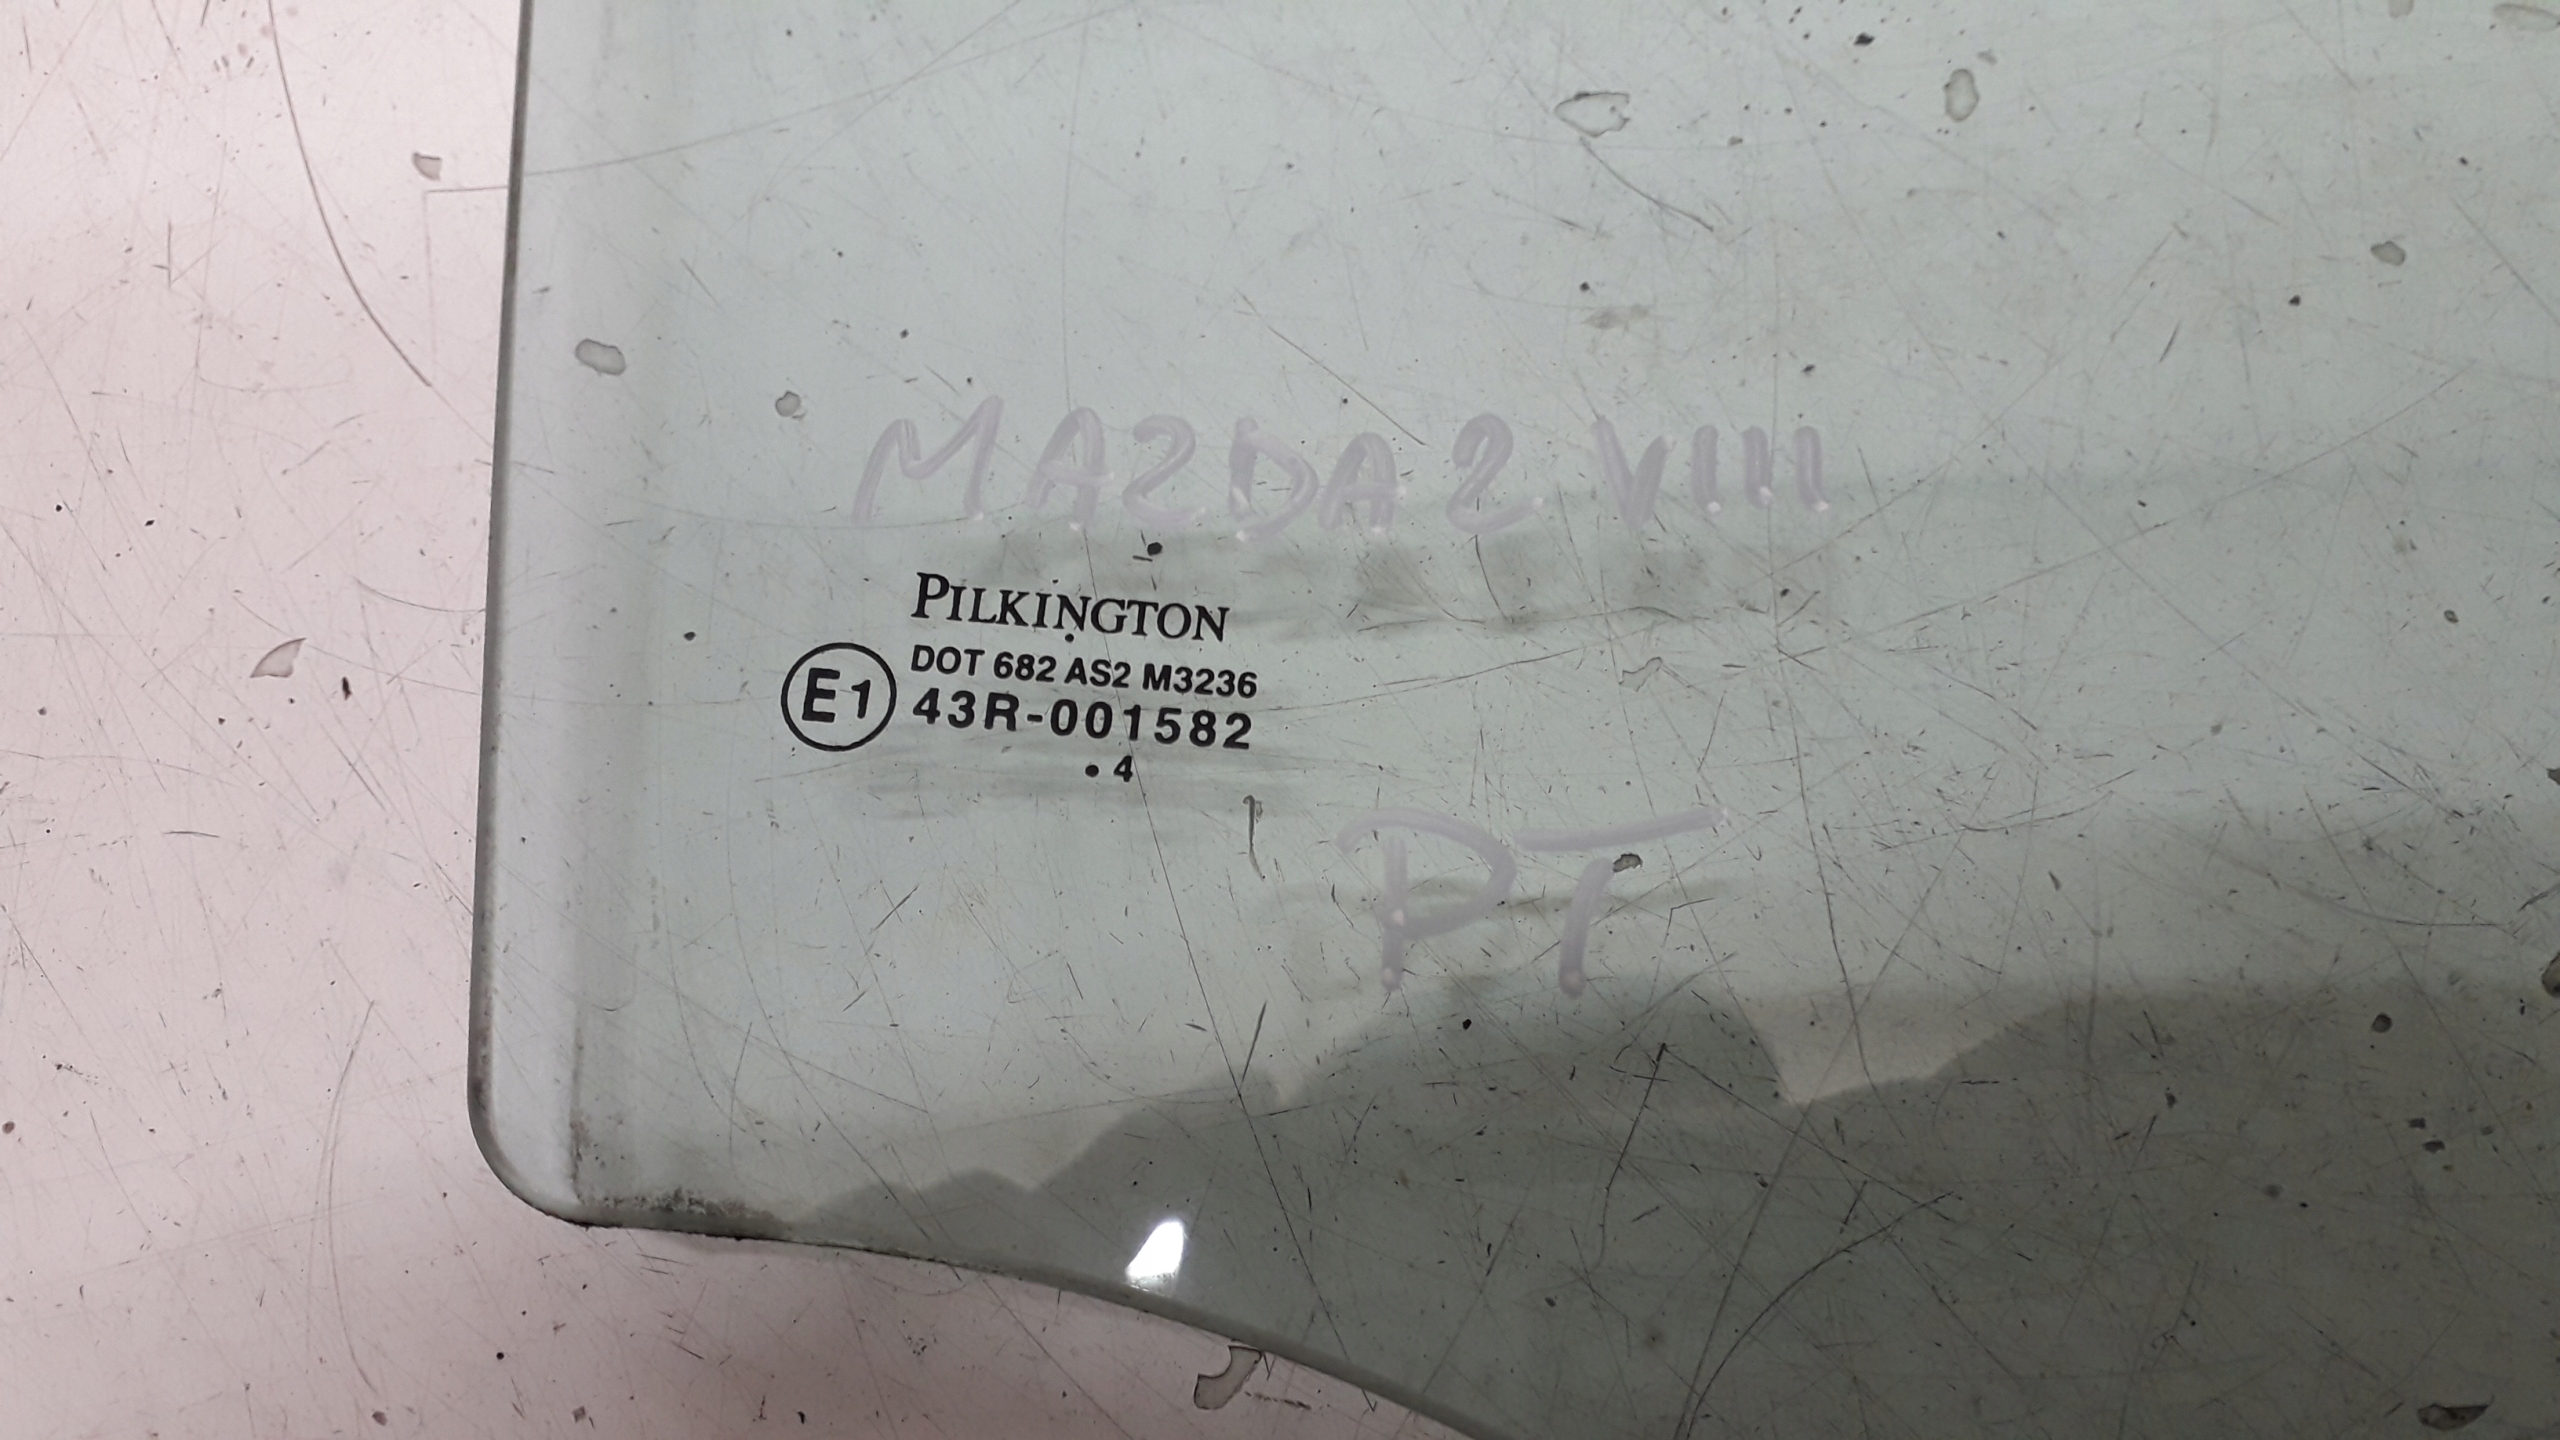 MAZDA 2 VIII
PILKINGTON
DOT 682 AS2 M3236
E1 43R-001582
. 4
PT